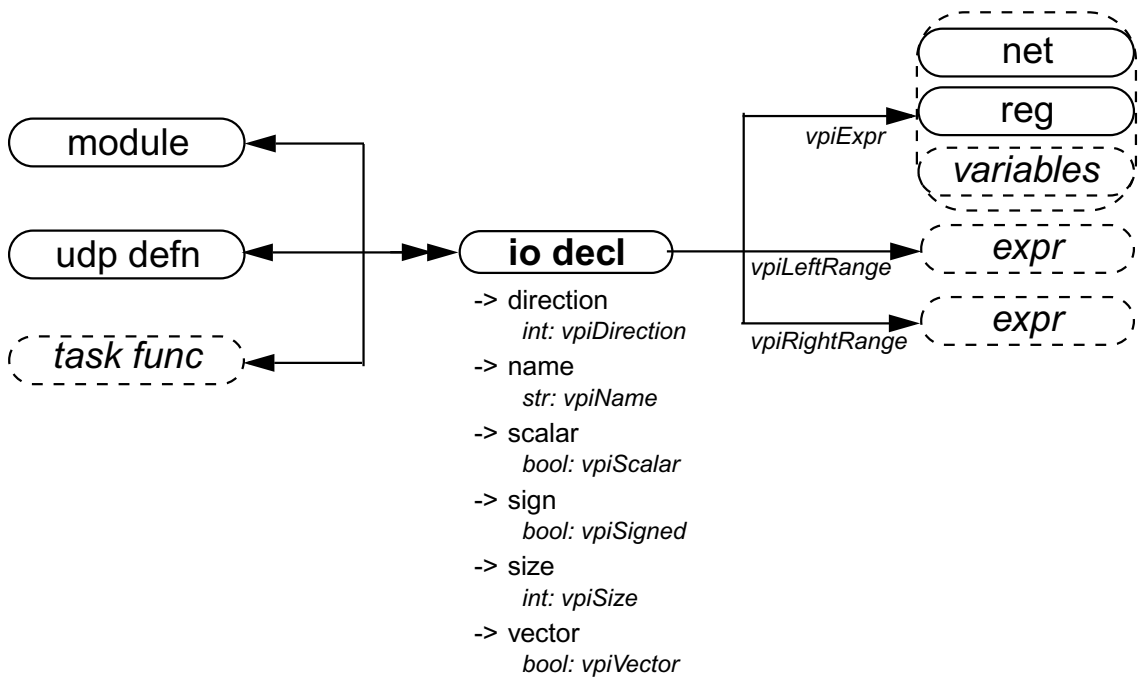 net
reg
variables
vpiExpr
module
udp defn
task func
io decl
-> direction
int: vpiDirection
-> name
str: vpiName
-> scalar
bool: vpiScalar
-> sign
bool: vpiSigned
-> size
int: vpiSize
-> vector
bool: vpiVector
vpiLeftRange
expr
vpiRightRange
expr